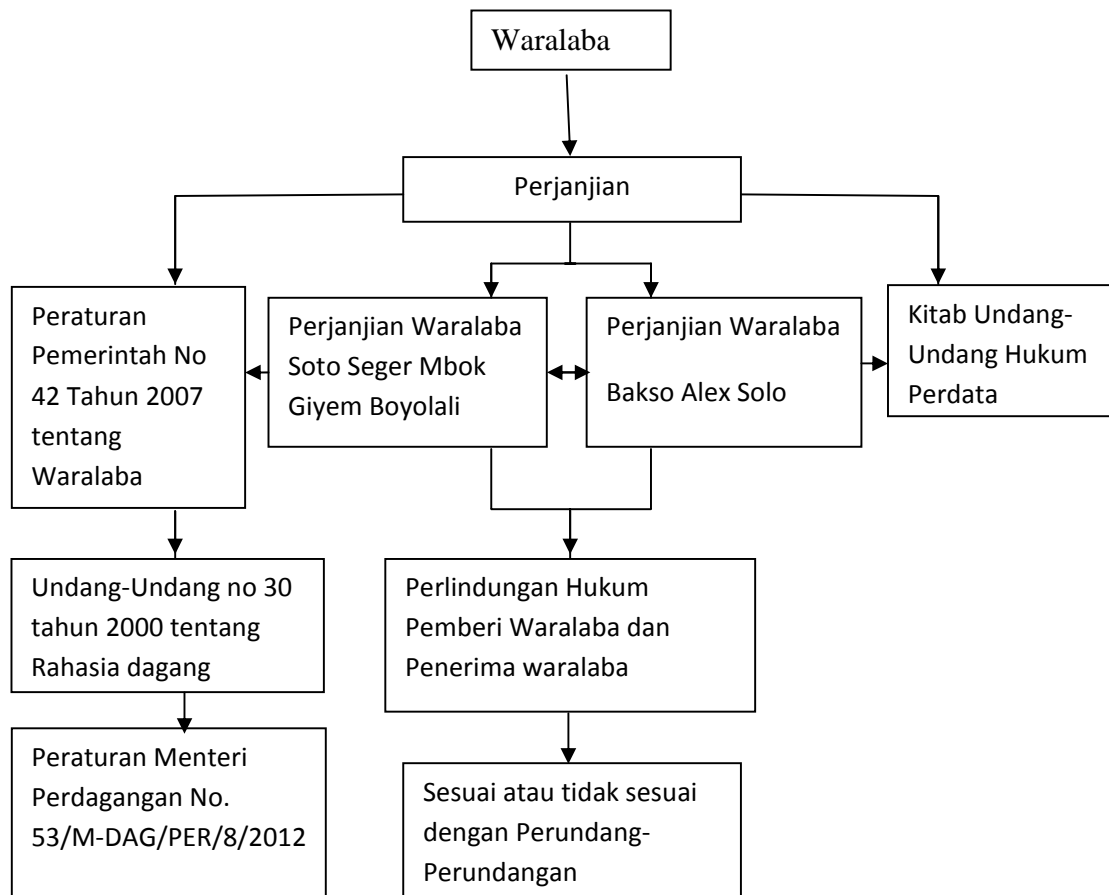 Waralaba
Perjanjian
Peraturan
Pemerintah No
42 Tahun 2007
tentang
Waralaba
Perjanjian Waralaba
Soto Seger Mbok
Giyem Boyolali
Perjanjian Waralaba
Bakso Alex Solo
Kitab Undang-
Undang Hukum
Perdata
Undang-Undang no 30
tahun 2000 tentang
Rahasia dagang
Perlindungan Hukum
Pemberi Waralaba dan
Penerima waralaba
Peraturan Menteri
Perdagangan No.
53/M-DAG/PER/8/2012
Sesuai atau tidak sesuai
dengan Perundang-
Perundangan